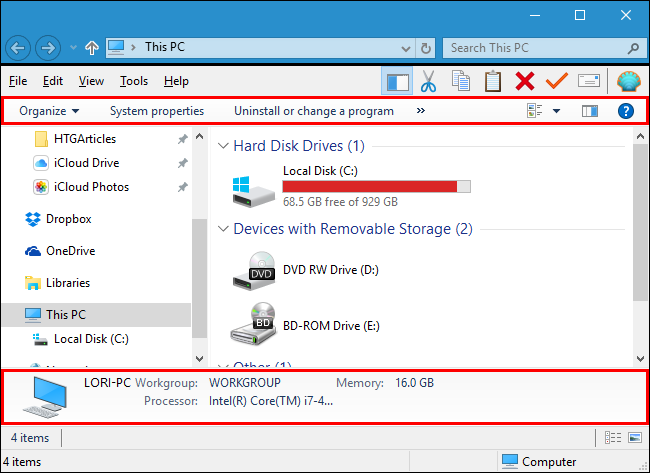 This PC
Search This PC
File Edit View Tools Help
Organize System properties Uninstall or change a program »
HTGArticles
iCloud Drive
iCloud Photos
Dropbox
OneDrive
Libraries
This PC
Local Disk (C:)
Hard Disk Drives (1)
Local Disk (C:)
68.5 GB free of 929 GB
Devices with Removable Storage (2)
DVD
DVD RW Drive (D:)
BD
BD-ROM Drive (E:)
Other (1)
LORI-PC Workgroup: WORKGROUP Memory: 16.0 GB
Processor: Intel(R) Core(TM) i7-4...
4 items
4 items Computer